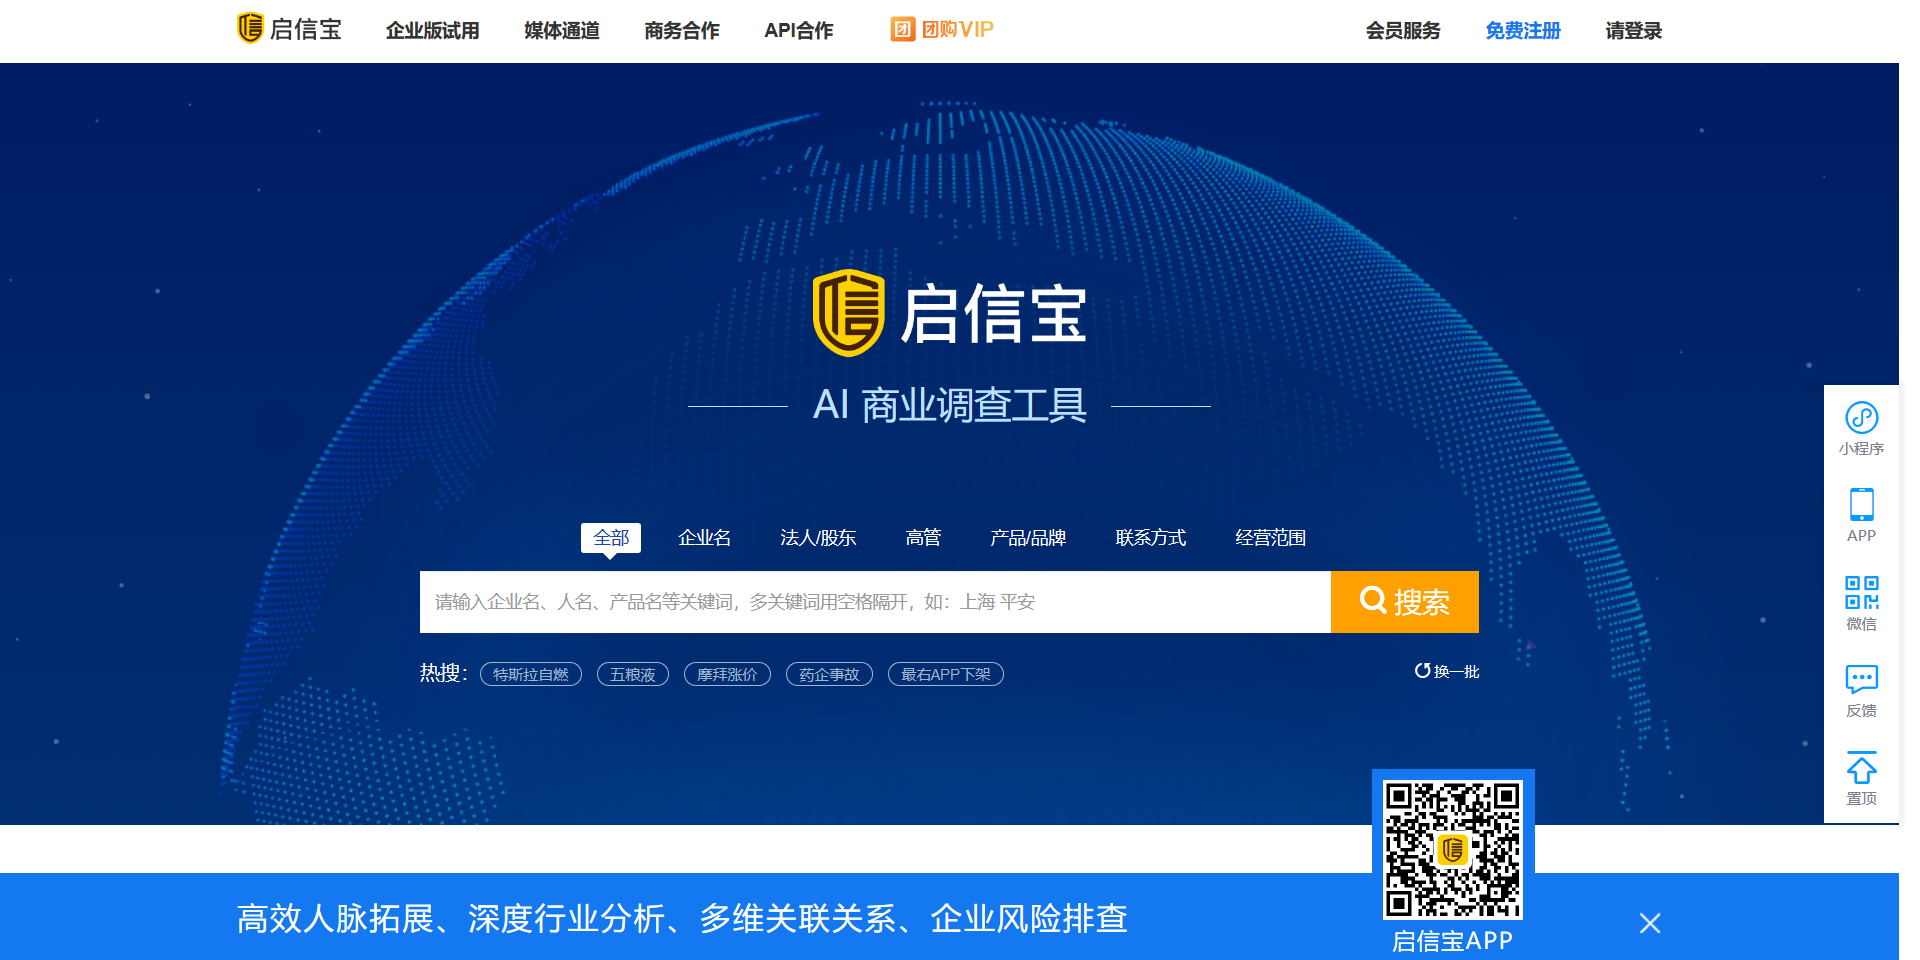 启信宝 企业版试用 媒体通道 商务合作 API合作 团 团购VIP 会员服务 免费注册 请登录
启信宝
AI 商业调查工具
全部 企业名 法人/股东 高管 产品/品牌 联系方式 经营范围
请输入企业名、人名、产品名等关键词，多关键词用空格隔开，如：上海 平安 搜索
热搜： 特斯拉自燃 五粮液 摩拜涨价 药企事故 最右APP下架 换一批
小程序
APP
微信
反馈
置顶
高效人脉拓展、深度行业分析、多维关联关系、企业风险排查
启信宝APP